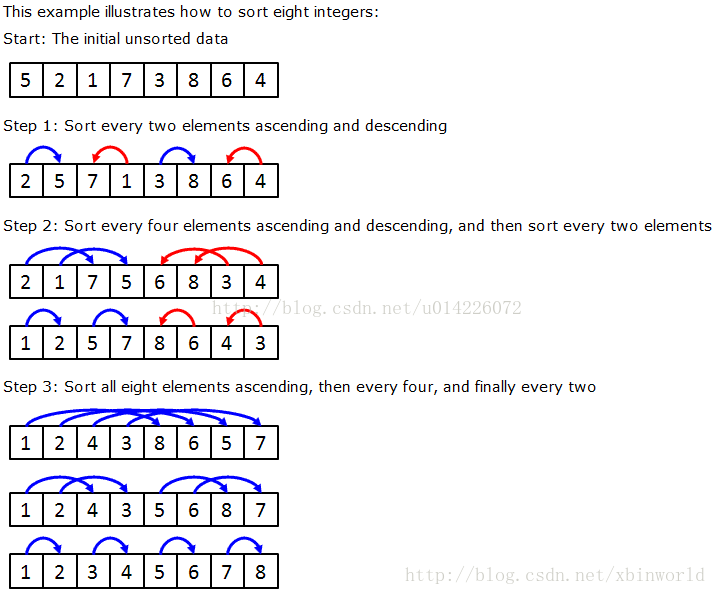 This example illustrates how to sort eight integers:
Start: The initial unsorted data
5 2 1 7 3 8 6 4
Step 1: Sort every two elements ascending and descending
2 5 7 1 3 8 6 4
Step 2: Sort every four elements ascending and descending, and then sort every two elements
2 1 7 5 6 8 3 4
http://blog.csdn.net/u014226072
1 2 5 7 8 6 4 3
Step 3: Sort all eight elements ascending, then every four, and finally every two
1 2 4 3 8 6 5 7
1 2 4 3 5 6 8 7
1 2 3 4 5 6 7 8
http://blog.csdn.net/xbinworld